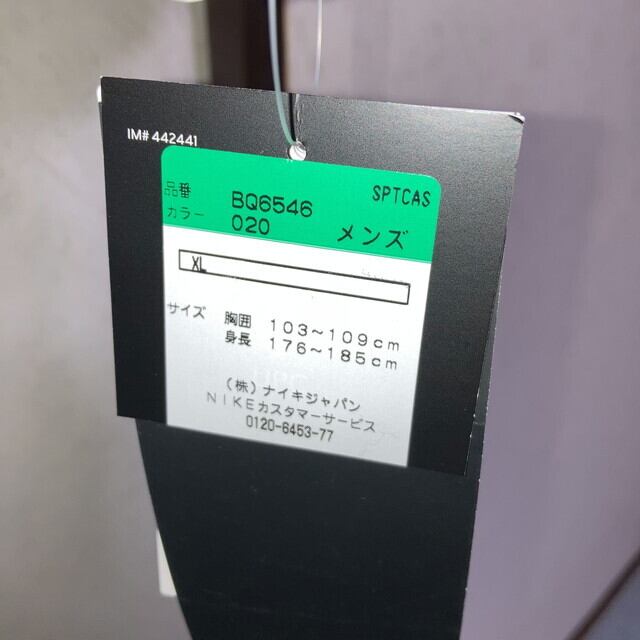 IM# 442441
品番 BQ6546 SPTCAS
カラー 020 メンズ
XL
サイズ 胸囲 103～109cm
身長 176～185cm
(株)ナイキジャパン
NIKEカスタマーサービス
0120-6453-77